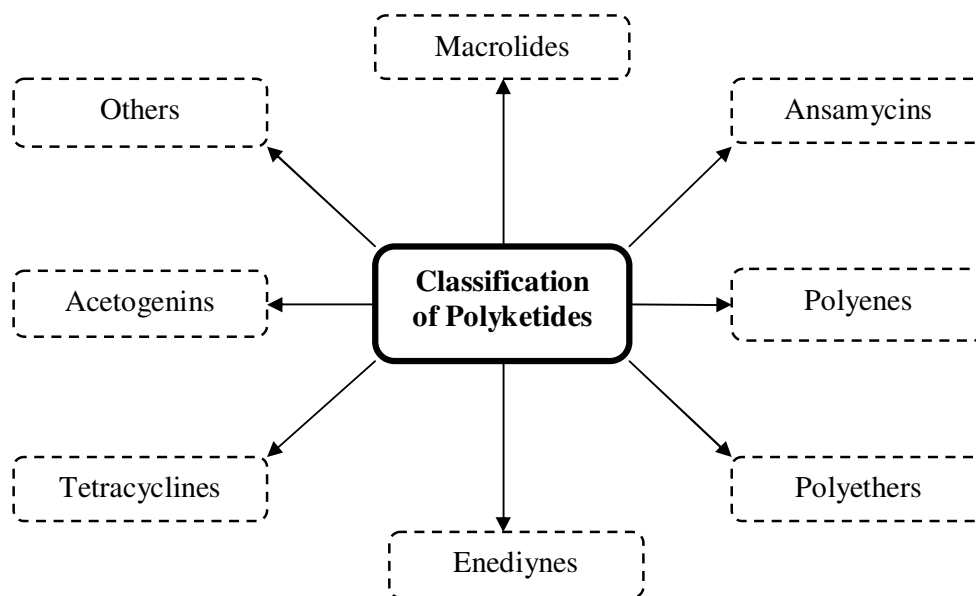 Macrolides
Others
Ansamycins
Classification
of Polyketides
Acetogenins
Polyenes
Tetracyclines
Polyethers
Enediynes